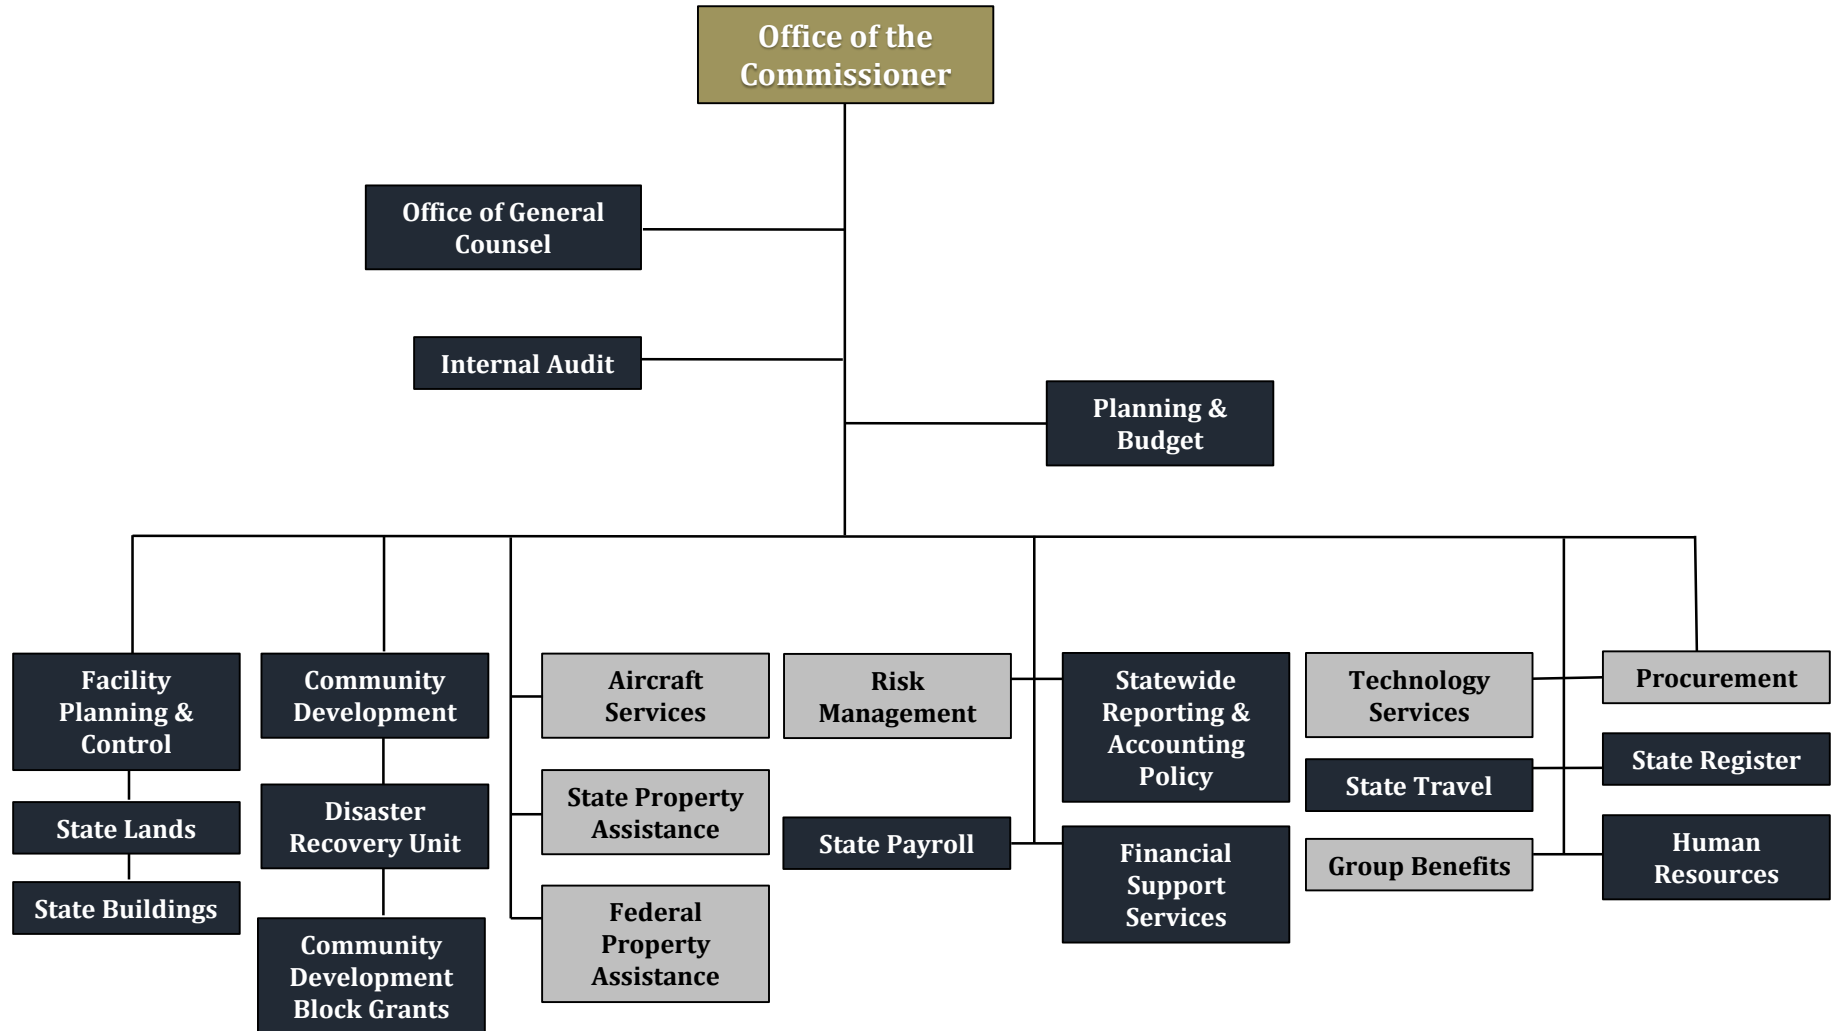 Office of the
Commissioner
Office of General
Counsel
Internal Audit
Planning &
Budget
Facility
Planning &
Control
State Lands
State Buildings
Community
Development
Disaster
Recovery Unit
Community
Development
Block Grants
Aircraft
Services
State Property
Assistance
Federal
Property
Assistance
Risk
Management
State Payroll
Statewide
Reporting &
Accounting
Policy
Financial
Support
Services
Technology
Services
State Travel
Group Benefits
Procurement
State Register
Human
Resources